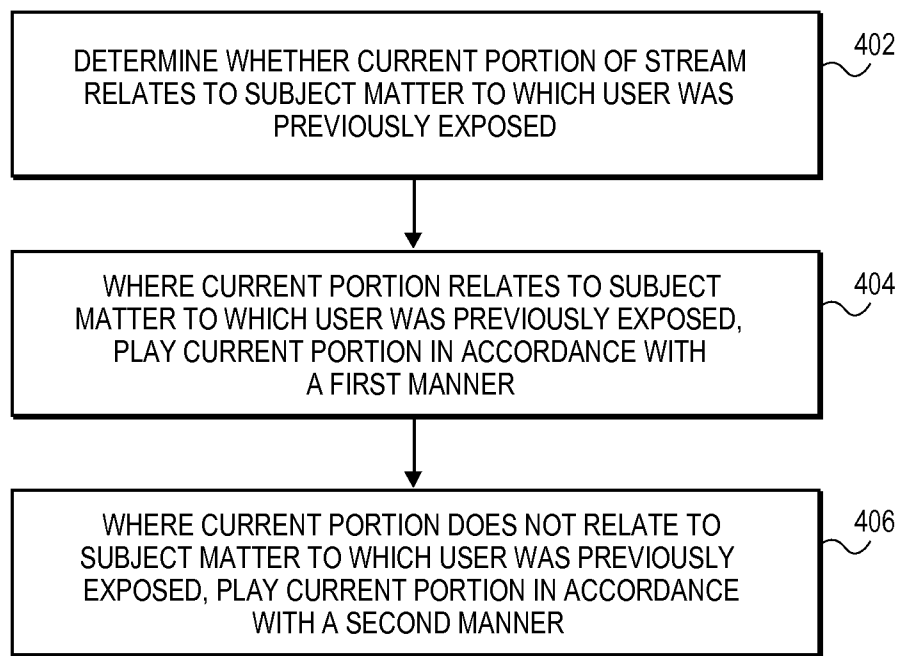 DETERMINE WHETHER CURRENT PORTION OF STREAM
RELATES TO SUBJECT MATTER TO WHICH USER WAS
PREVIOUSLY EXPOSED
402
WHERE CURRENT PORTION RELATES TO SUBJECT
MATTER TO WHICH USER WAS PREVIOUSLY EXPOSED,
PLAY CURRENT PORTION IN ACCORDANCE WITH
A FIRST MANNER
404
WHERE CURRENT PORTION DOES NOT RELATE TO
SUBJECT MATTER TO WHICH USER WAS PREVIOUSLY
EXPOSED, PLAY CURRENT PORTION IN ACCORDANCE
WITH A SECOND MANNER
406